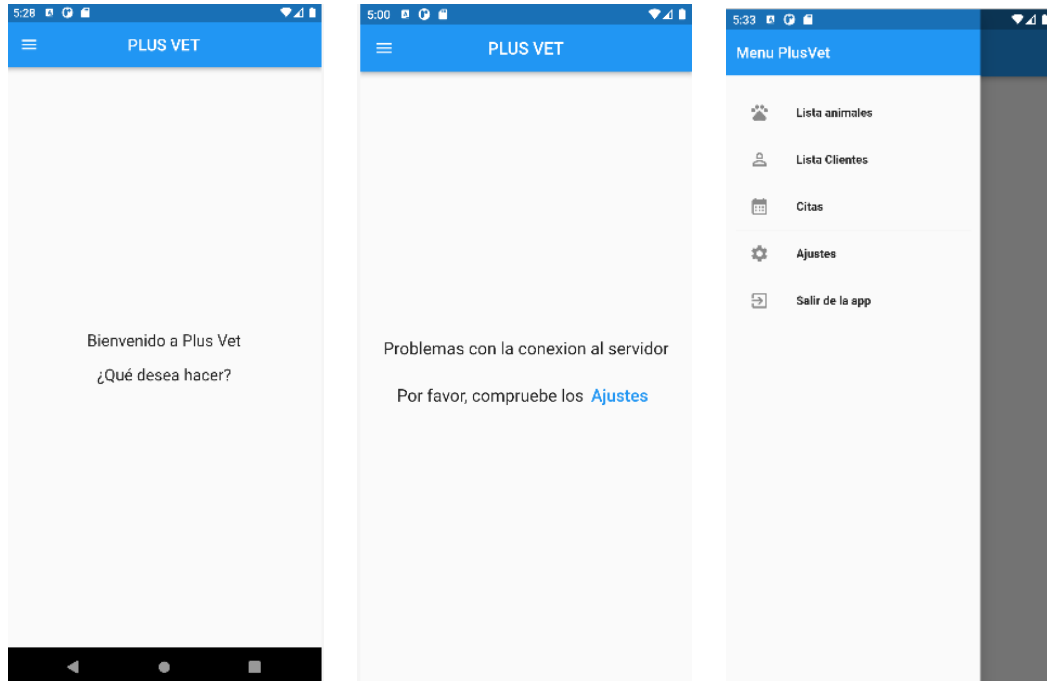 5:28
PLUS VET
Bienvenido a Plus Vet
¿Qué desea hacer?
5:00
PLUS VET
Problemas con la conexion al servidor
Por favor, compruebe los Ajustes
5:33
Menu PlusVet
Lista animales
Lista Clientes
Citas
Ajustes
Salir de la app